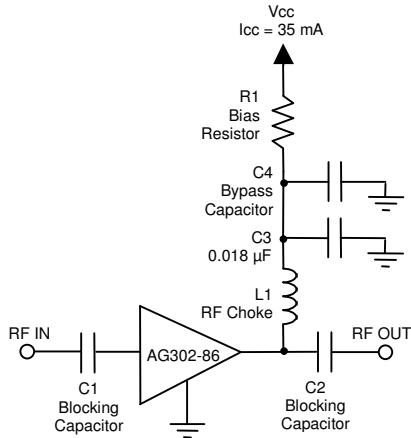 Vcc
Icc = 35 mA
R1
Bias
Resistor
C4
Bypass
Capacitor
C3
0.018 µF
L1
RF Choke
RF IN
AG302-86
RF OUT
C1
Blocking
Capacitor
C2
Blocking
Capacitor